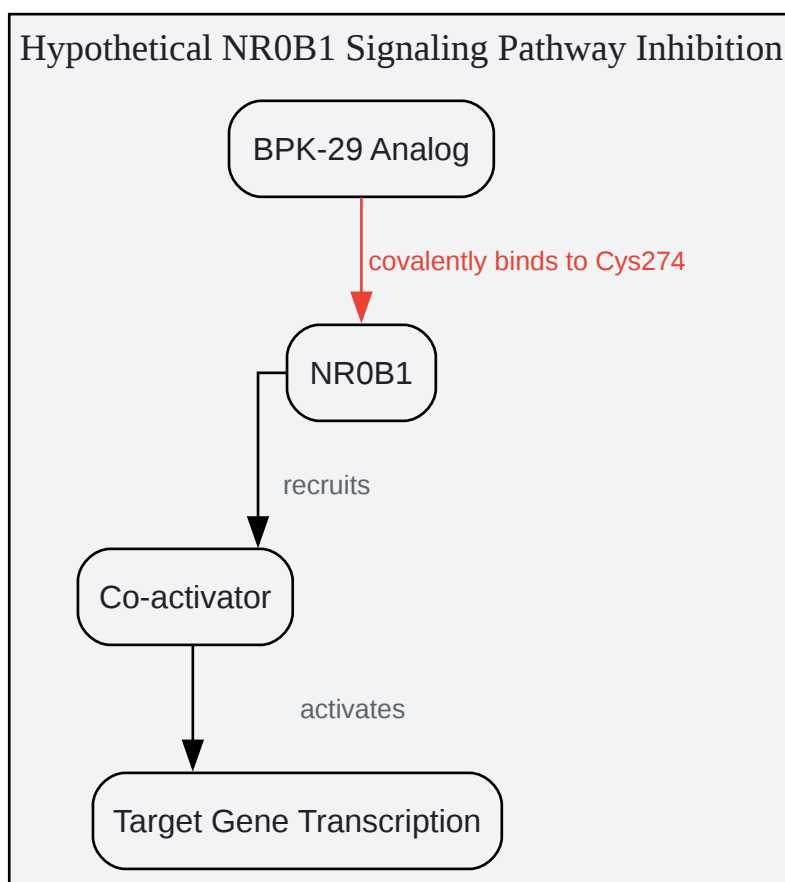 Hypothetical NR0B1 Signaling Pathway Inhibition
BPK-29 Analog
covalently binds to Cys274
NR0B1
recruits
Co-activator
activates
Target Gene Transcription